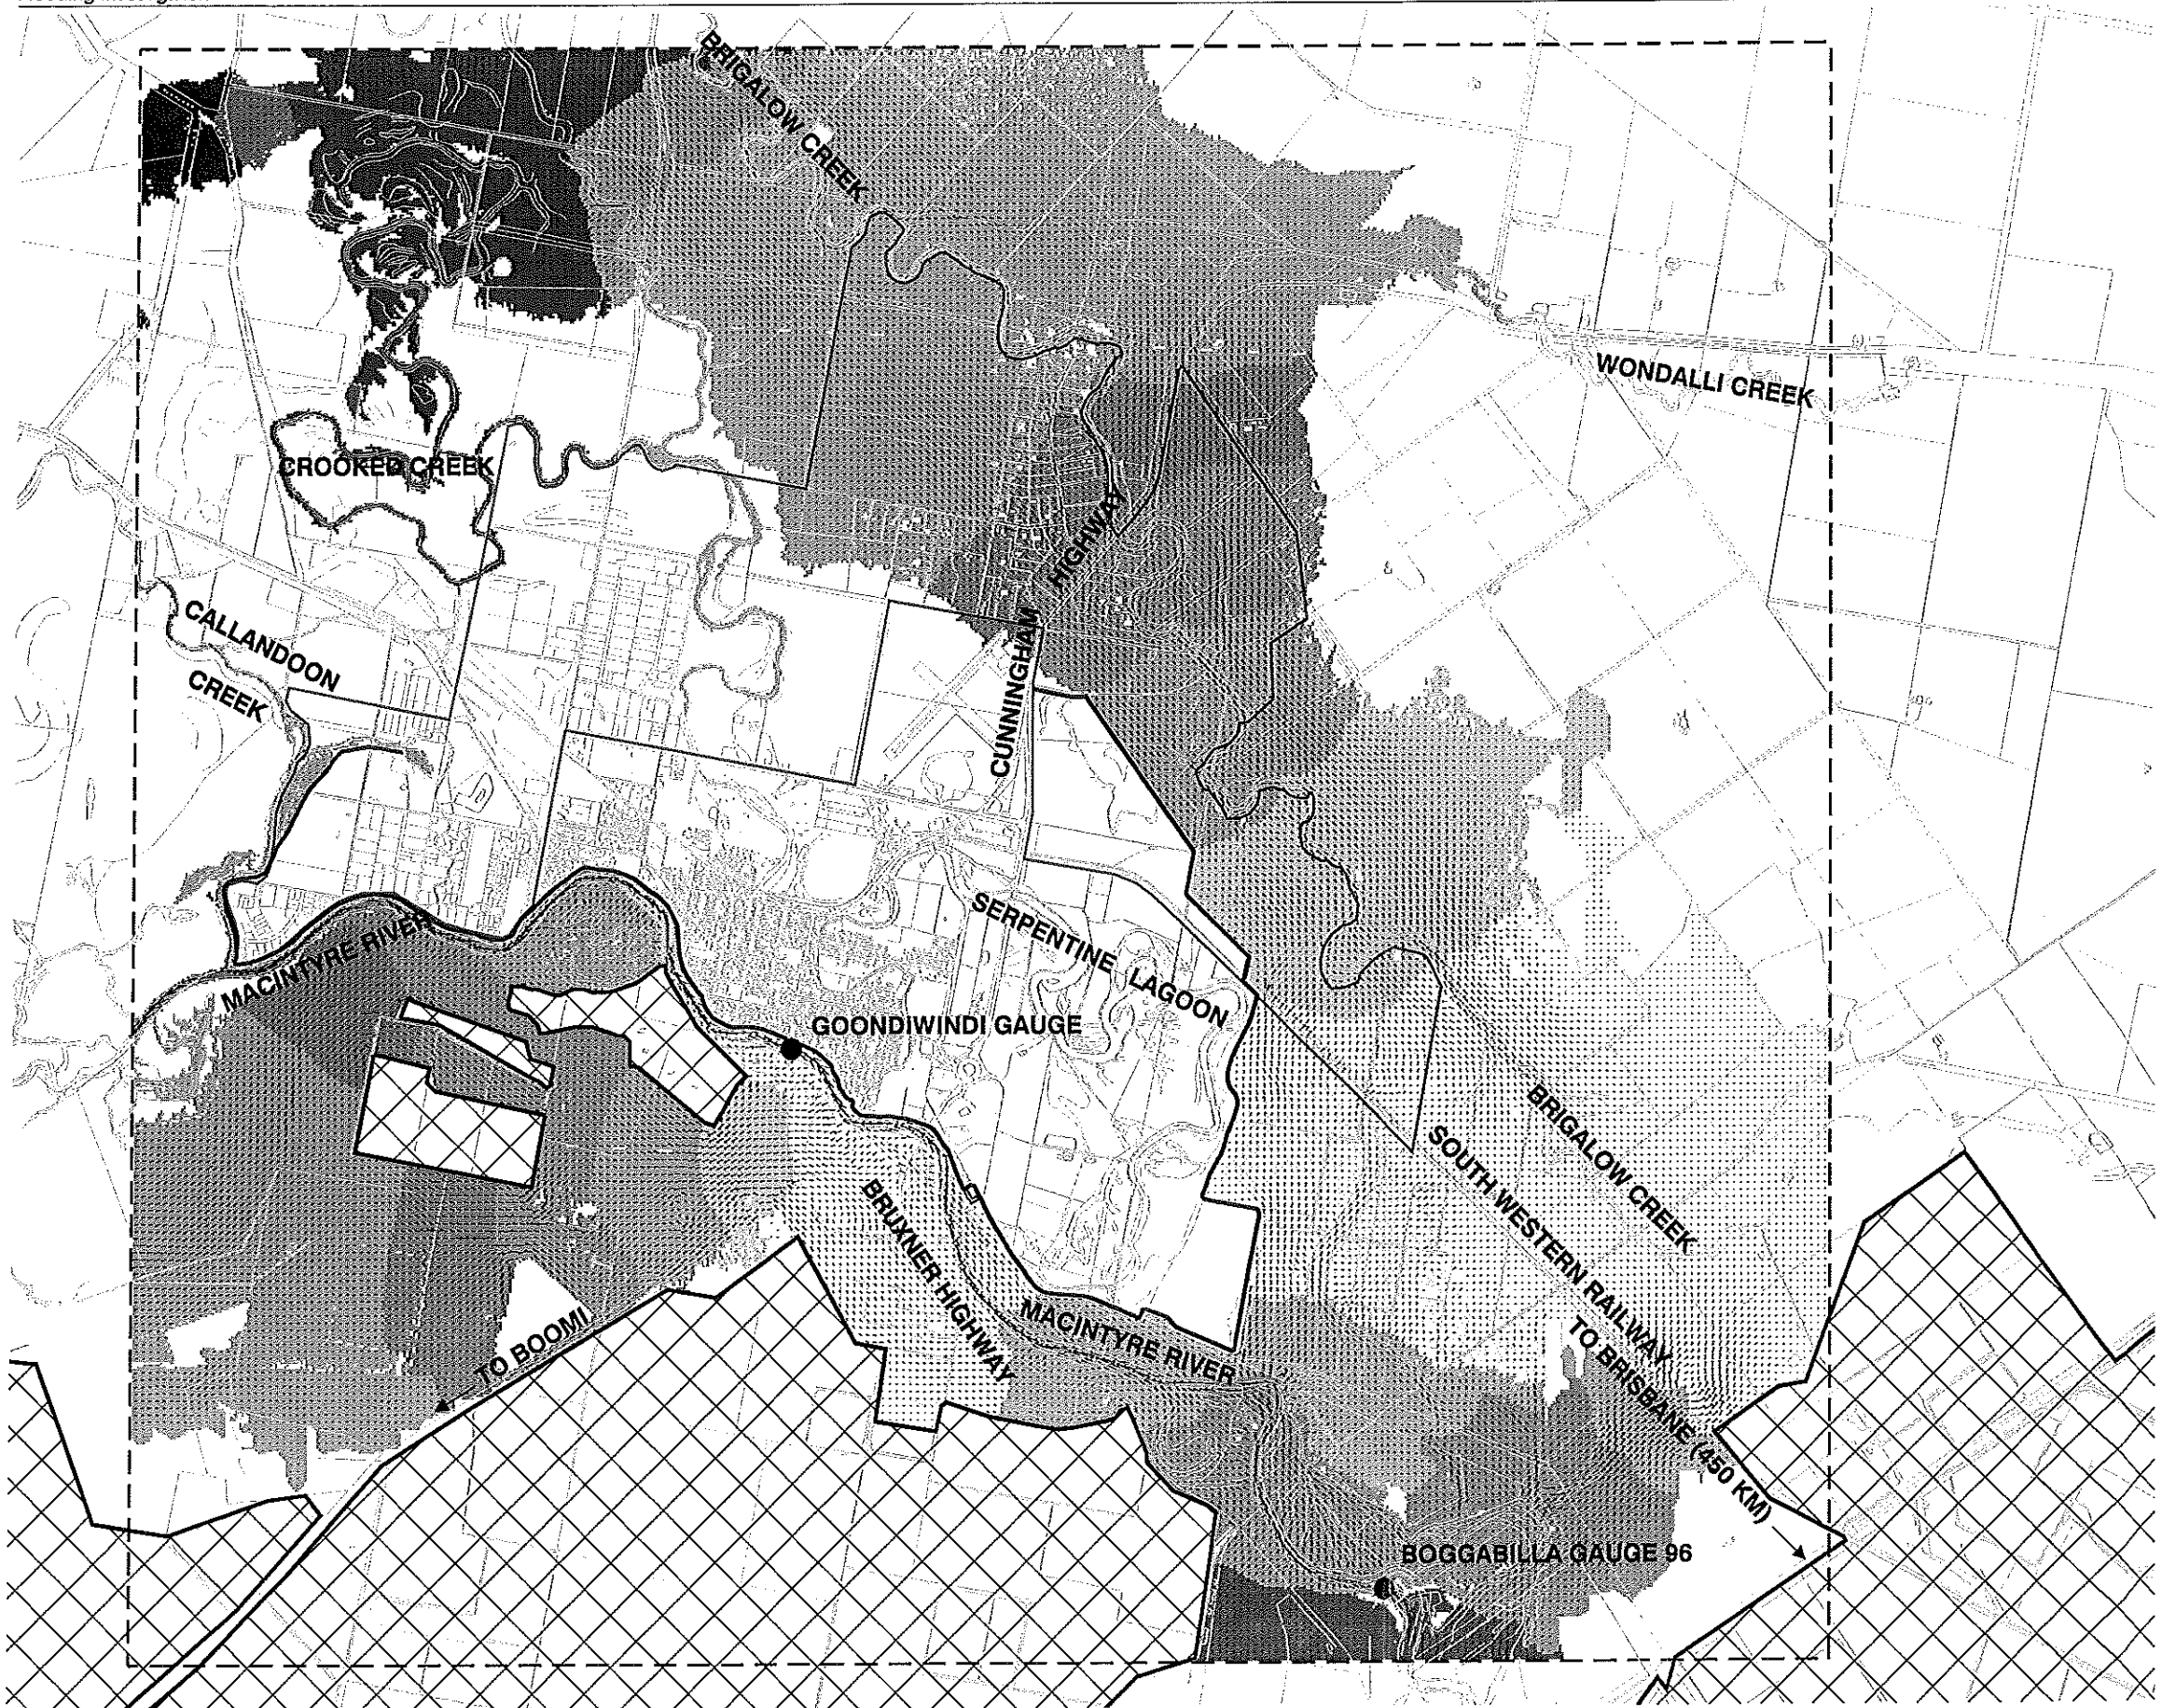 BRIGALOW CREEK
WONDALLI CREEK
CROOKED CREEK
HIGHWAY
CUNNINGHAM
CALLANDOON
CREEK
SERPENTINE LAGOON
MACINTYRE RIVER
GOONDIWINDI GAUGE
BRIGALOW CREEK
SOUTH WESTERN RAILWAY
TO BRISBANE (450 KM)
BRUXNER HIGHWAY
MACINTYRE RIVER
TO BOOMI
BOGGABILLA GAUGE 96